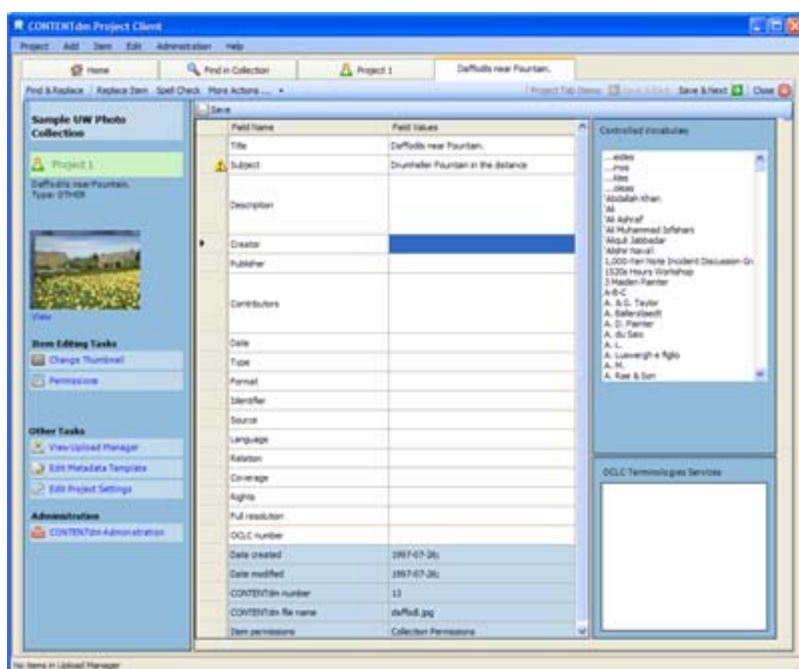 CONTENTdm Project Client
Project Add Item Edit Administration Help
Home Find in Collection Project 1 Daffodils near Fountain.
Find & Replace Replace Item Spell Check More Actions ... Project Tab Items: Save & Next Close
Save
Sample UW Photo
Collection
Project 1
Daffodils near Fountain.
Type: OTHER
View
Item Editing Tasks
Change Thumbnail
Permissions
Other Tasks
View Upload Manager
Edit Metadata Template
Edit Project Settings
Administration
CONTENTdm Administration
Field Name Field Values
Title Daffodils near Fountain.
Subject Drumheller Fountain in the distance
Description
Creator
Publisher
Contributors
Date
Type
Format
Identifier
Source
Language
Relation
Coverage
Rights
Full resolution
OCLC number
Date created 1997-07-26;
Date modified 1997-07-26;
CONTENTdm number 13
CONTENTdm file name daffodl.jpg
Item permissions Collection Permissions
Controlled Vocabulary
'Abdallah Khan
'Ali
'Ali Ashraf
'Ali Muhammad Isfahani
'Aliquli Jabbadar
'Alishir Nava'i
1,000-Yen Note Incident Discussion Gr
1520s Hours Workshop
3 Maiden Painter
A-B-C
A. & G. Taylor
A. Ballerstaedt
A. D. Painter
A. du Sais
A. L.
A. Luswergh e figlio
A. M.
A. Rae & Son
OCLC Terminologies Services
No items in Upload Manager